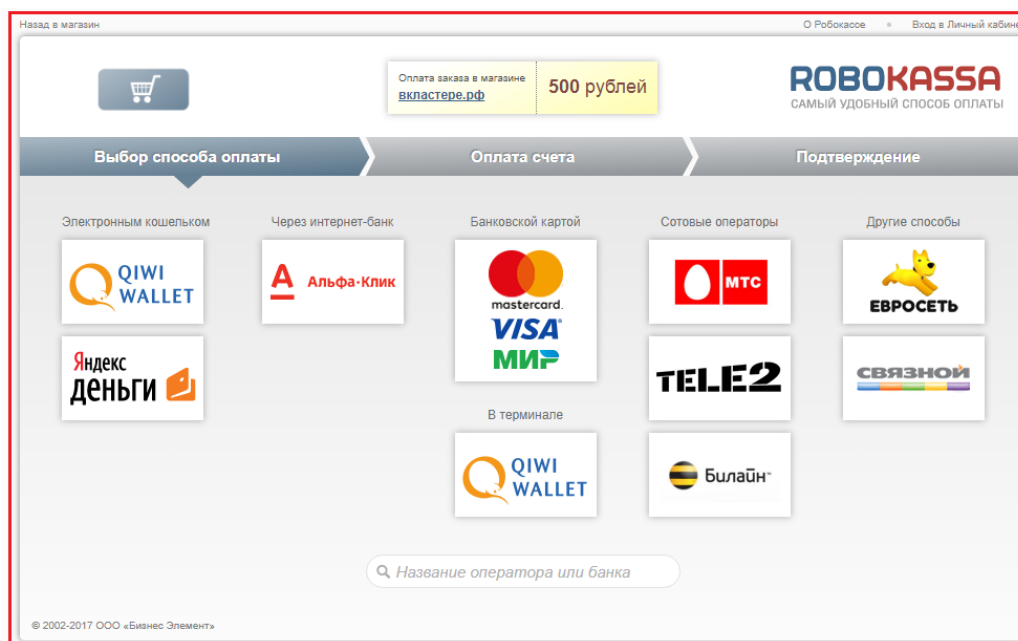 Назад в магазин
О Робокассе
Вход в Личный кабине
Оплата заказа в магазине
вкластере.рф
500 рублей
ROBOKASSA
САМЫЙ УДОБНЫЙ СПОСОБ ОПЛАТЫ
Выбор способа оплаты
Оплата счета
Подтверждение
Электронным кошельком
Через интернет-банк
Банковской картой
Сотовые операторы
Другие способы
QIWI
WALLET
А Альфа·Клик
mastercard.
VISA
МИР
МТС
ЕВРОСЕТЬ
Яндекс
деньги
TELE2
СВЯЗНОЙ
В терминале
QIWI
WALLET
Билайн™
Название оператора или банка
© 2002-2017 ООО «Бизнес Элемент»